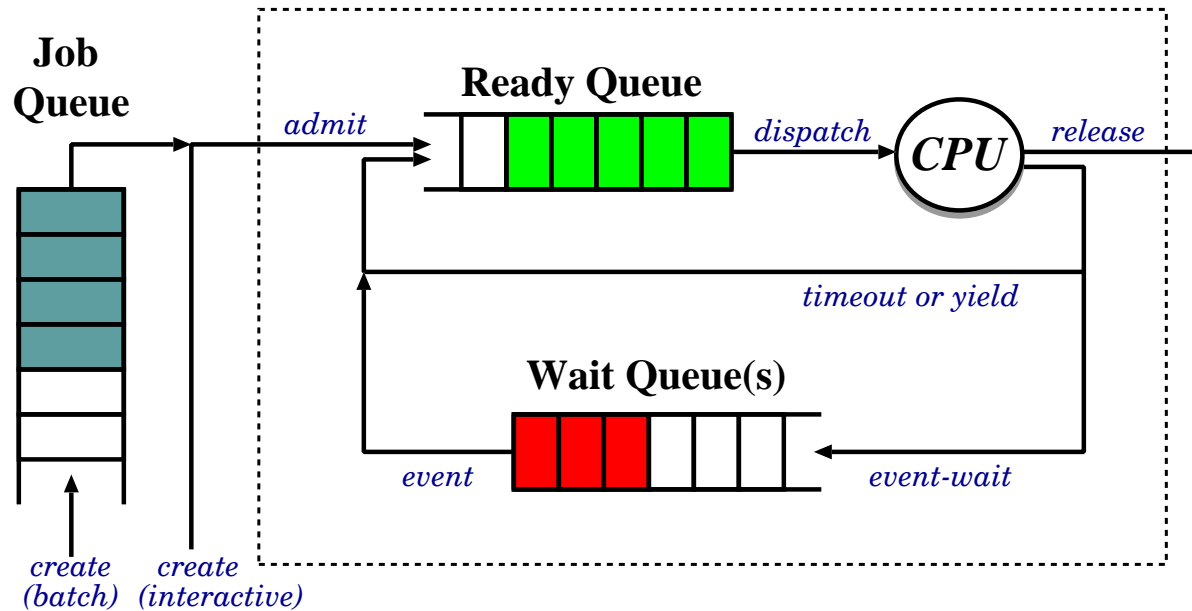 Job
Queue
Ready Queue
admit
dispatch
CPU
release
timeout or yield
Wait Queue(s)
event
event-wait
create
(batch)
create
(interactive)